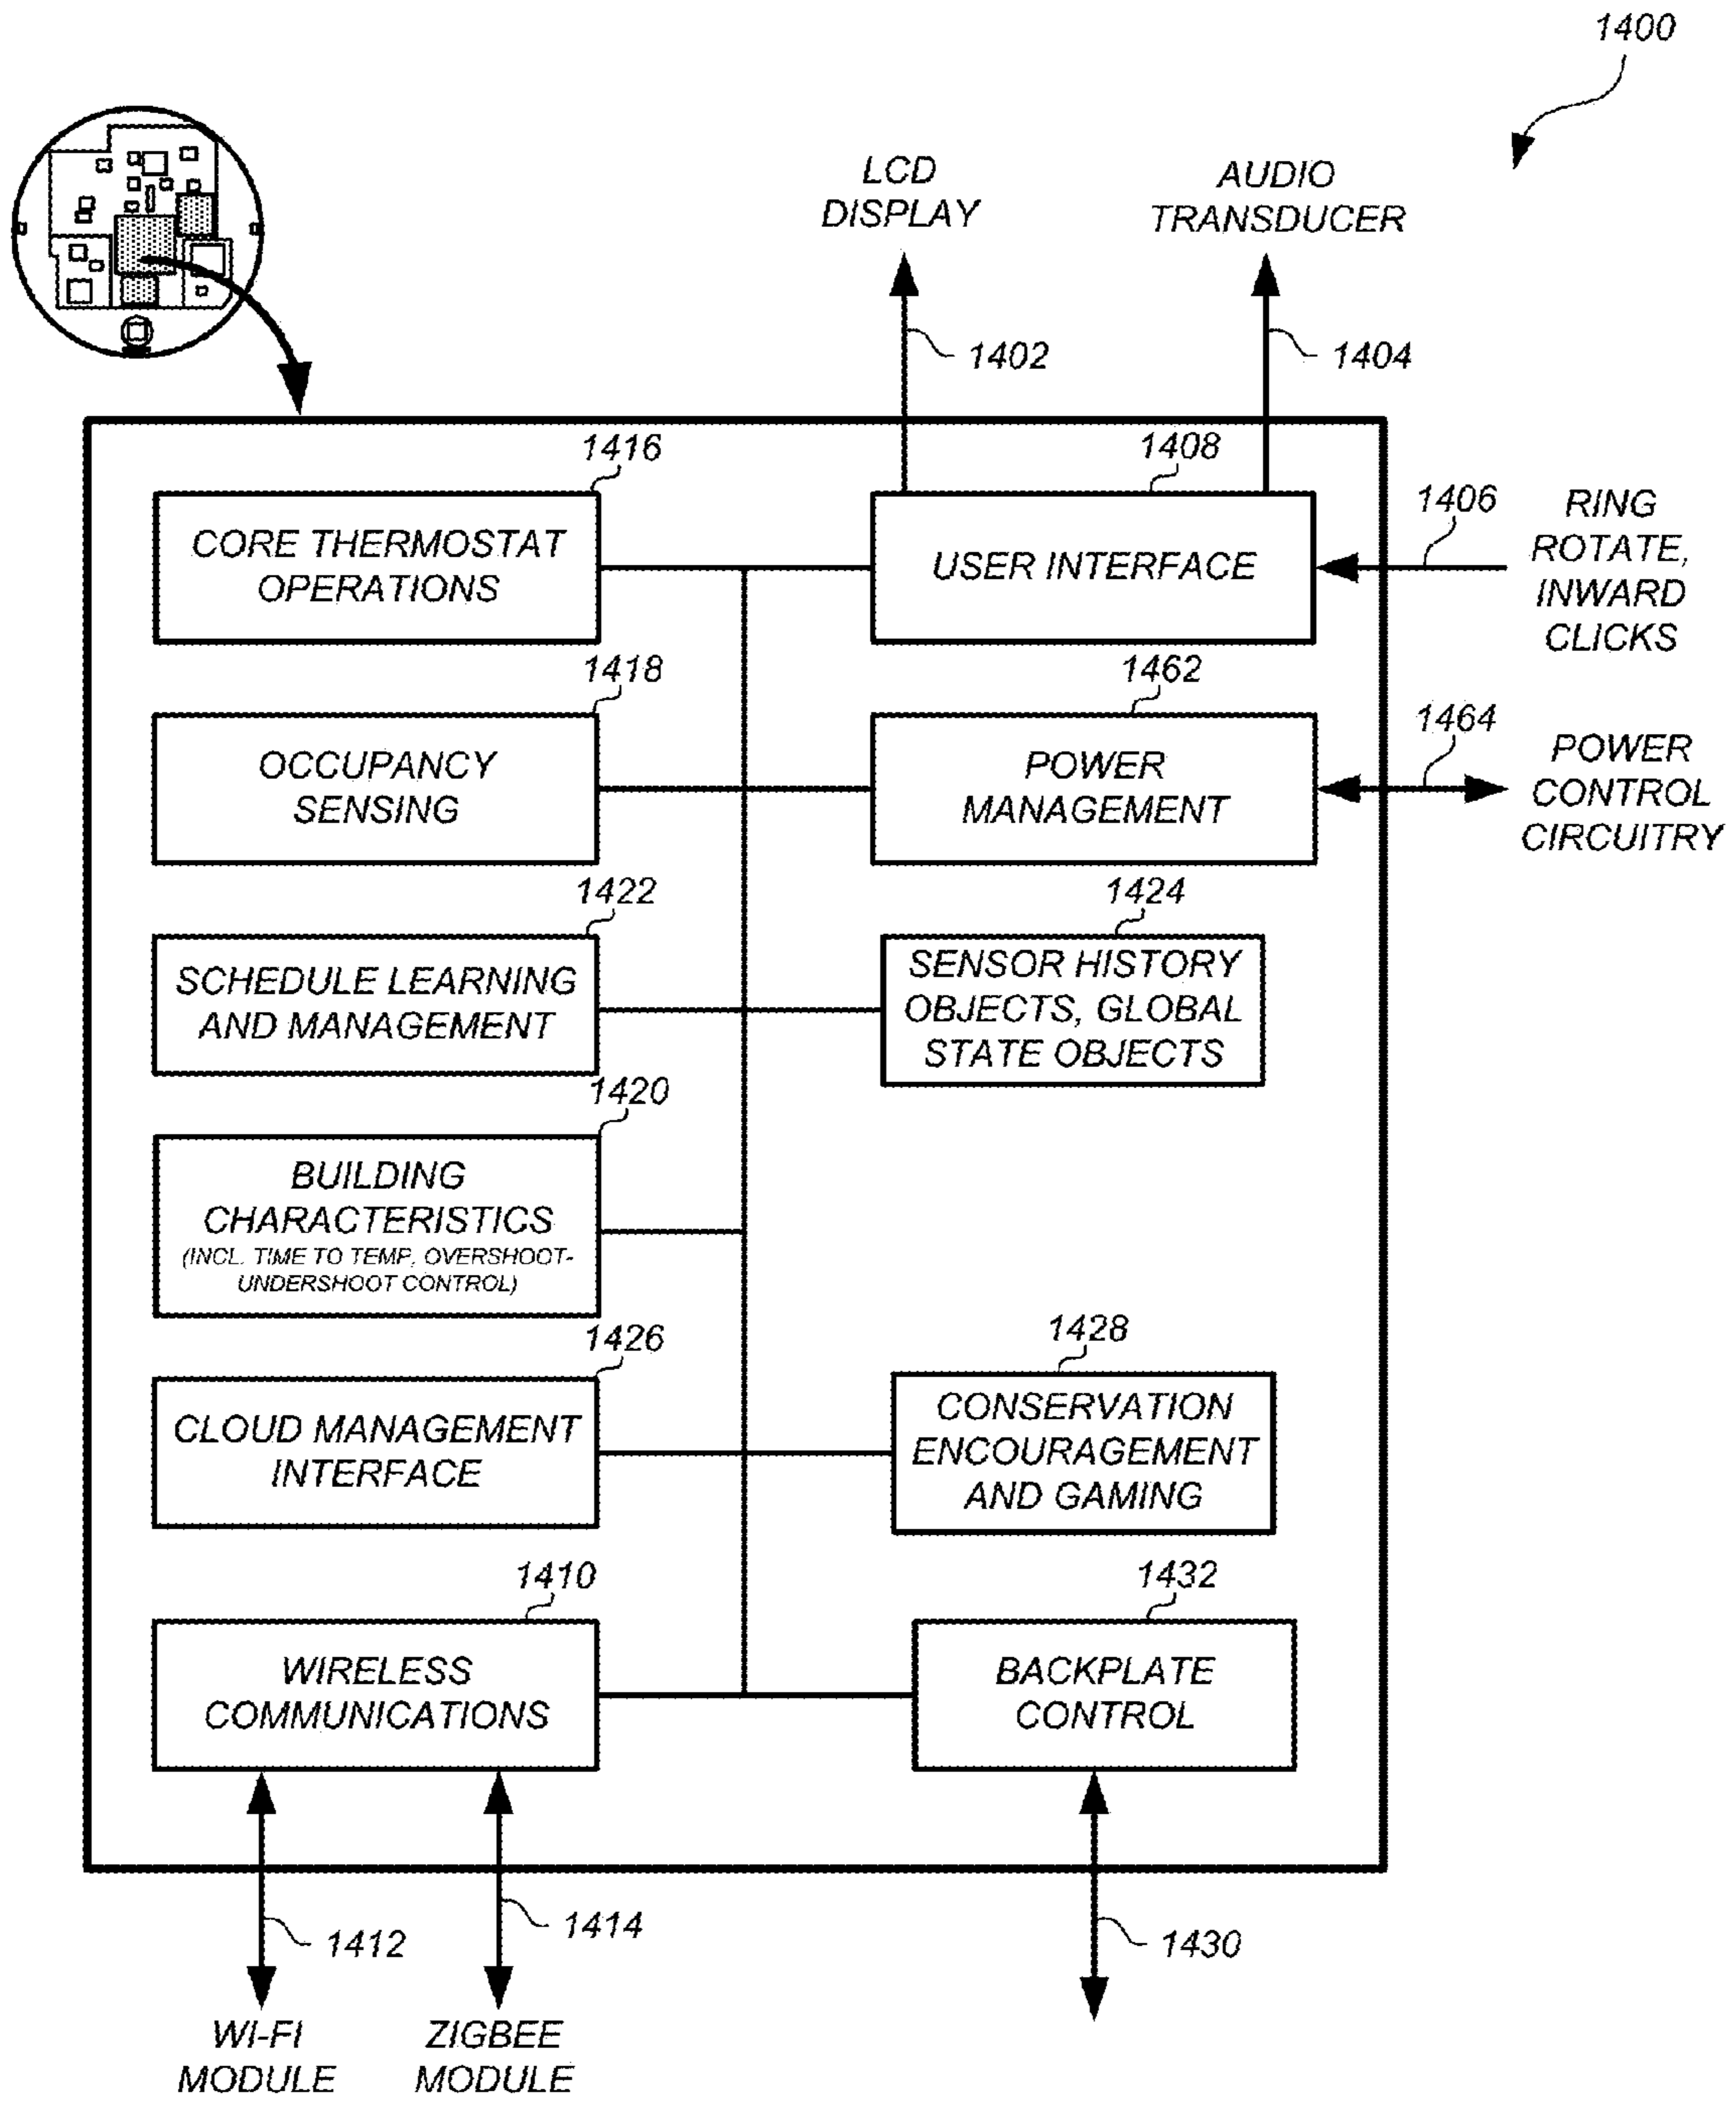 1400
LCD
DISPLAY
AUDIO
TRANSDUCER
1402
1404
1416
CORE THERMOSTAT
OPERATIONS
1408
USER INTERFACE
1406
RING
ROTATE,
INWARD
CLICKS
1418
OCCUPANCY
SENSING
1462
POWER
MANAGEMENT
1464
POWER
CONTROL
CIRCUITRY
1422
SCHEDULE LEARNING
AND MANAGEMENT
1424
SENSOR HISTORY
OBJECTS, GLOBAL
STATE OBJECTS
1420
BUILDING
CHARACTERISTICS
(INCL. TIME TO TEMP, OVERSHOOT-
UNDERSHOOT CONTROL)
1426
CLOUD MANAGEMENT
INTERFACE
1428
CONSERVATION
ENCOURAGEMENT
AND GAMING
1410
WIRELESS
COMMUNICATIONS
1432
BACKPLATE
CONTROL
1412
1414
1430
WI-FI
MODULE
ZIGBEE
MODULE